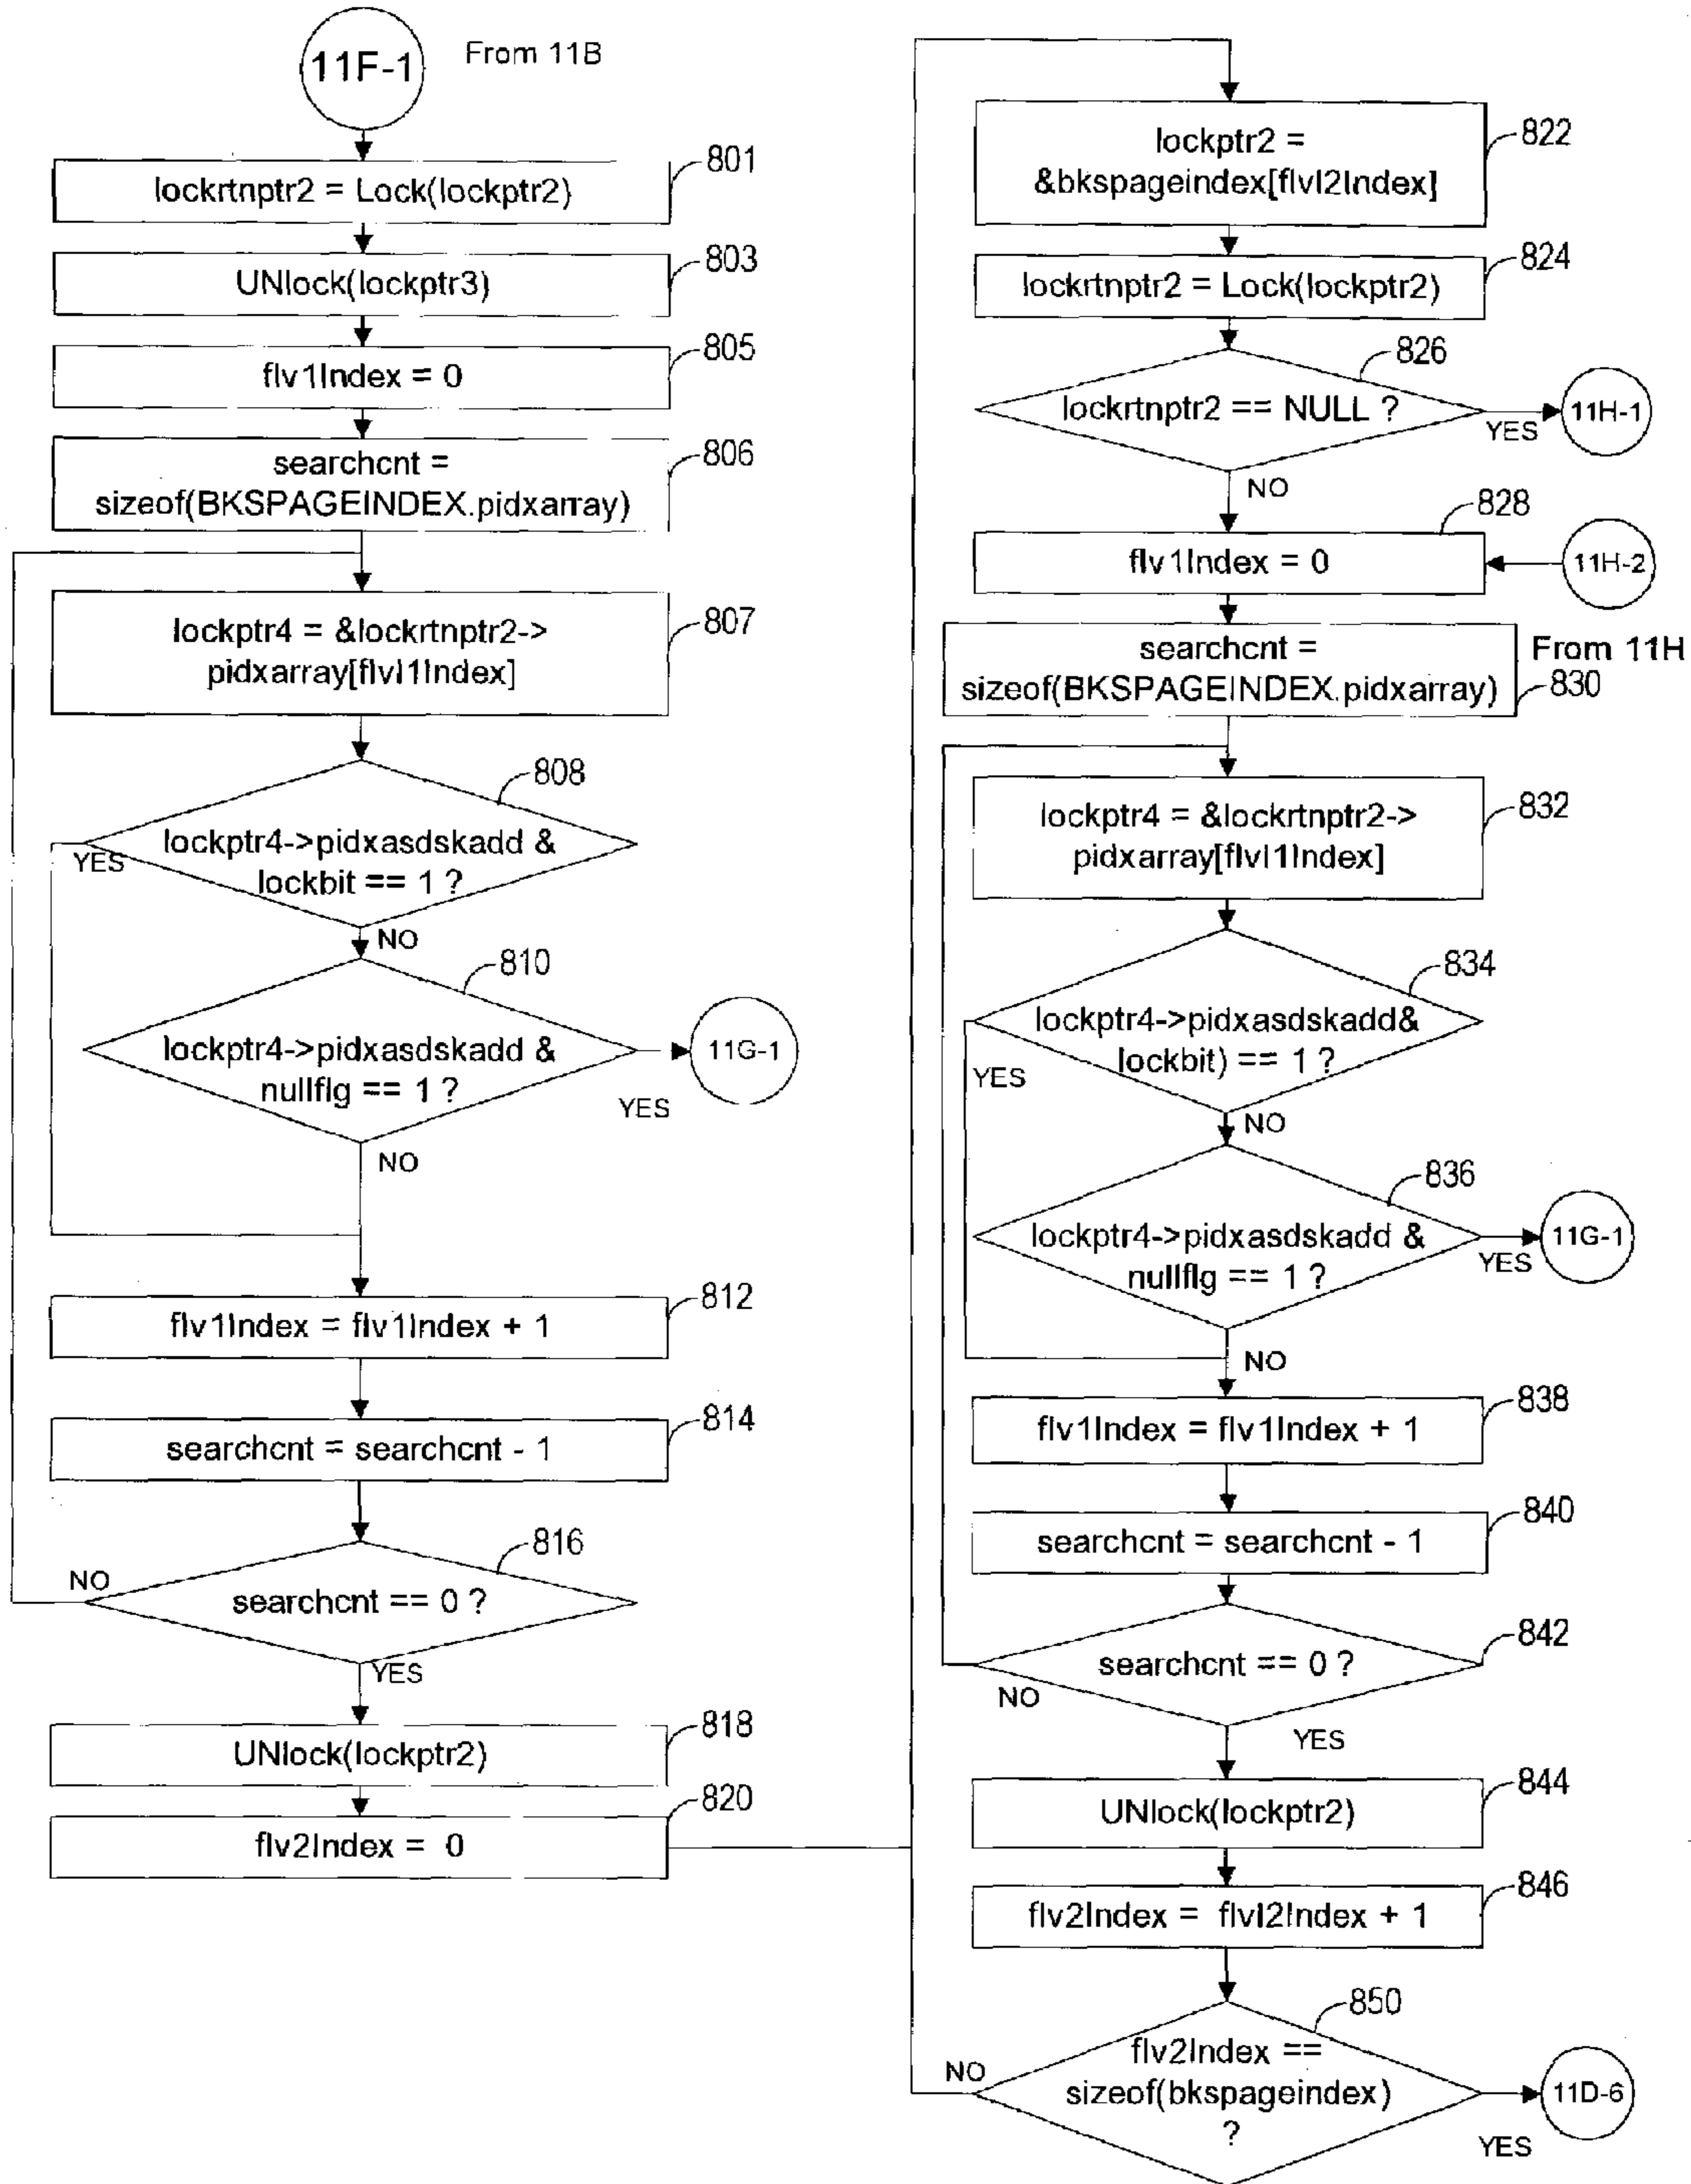 11F-1
From 11B
801
lockrtnptr2 = Lock(lockptr2)
803
UNlock(lockptr3)
805
flv1Index = 0
806
searchcnt =
sizeof(BKSPAGEINDEX.pidxarray)
807
lockptr4 = &lockrtnptr2->
pidxarray[flvl1Index]
808
lockptr4->pidxasdskadd &
lockbit == 1 ?
YES
NO
810
lockptr4->pidxasdskadd &
nullflg == 1 ?
11G-1
YES
NO
812
flv1Index = flv1Index + 1
814
searchcnt = searchcnt - 1
816
NO
searchcnt == 0 ?
YES
818
UNlock(lockptr2)
820
flv2Index = 0
822
lockptr2 =
&bkspageindex[flvl2Index]
824
lockrtnptr2 = Lock(lockptr2)
826
lockrtnptr2 == NULL ?
11H-1
YES
NO
828
flv1Index = 0
11H-2
From 11H
searchcnt =
sizeof(BKSPAGEINDEX.pidxarray)
830
832
lockptr4 = &lockrtnptr2->
pidxarray[flvl1Index]
834
lockptr4->pidxasdskadd&
lockbit) == 1 ?
YES
NO
836
lockptr4->pidxasdskadd &
nullflg == 1 ?
11G-1
YES
NO
838
flv1Index = flv1Index + 1
840
searchcnt = searchcnt - 1
842
searchcnt == 0 ?
NO
YES
844
UNlock(lockptr2)
846
flv2Index = flvl2Index + 1
850
flv2Index ==
sizeof(bkspageindex)
?
NO
11D-6
YES